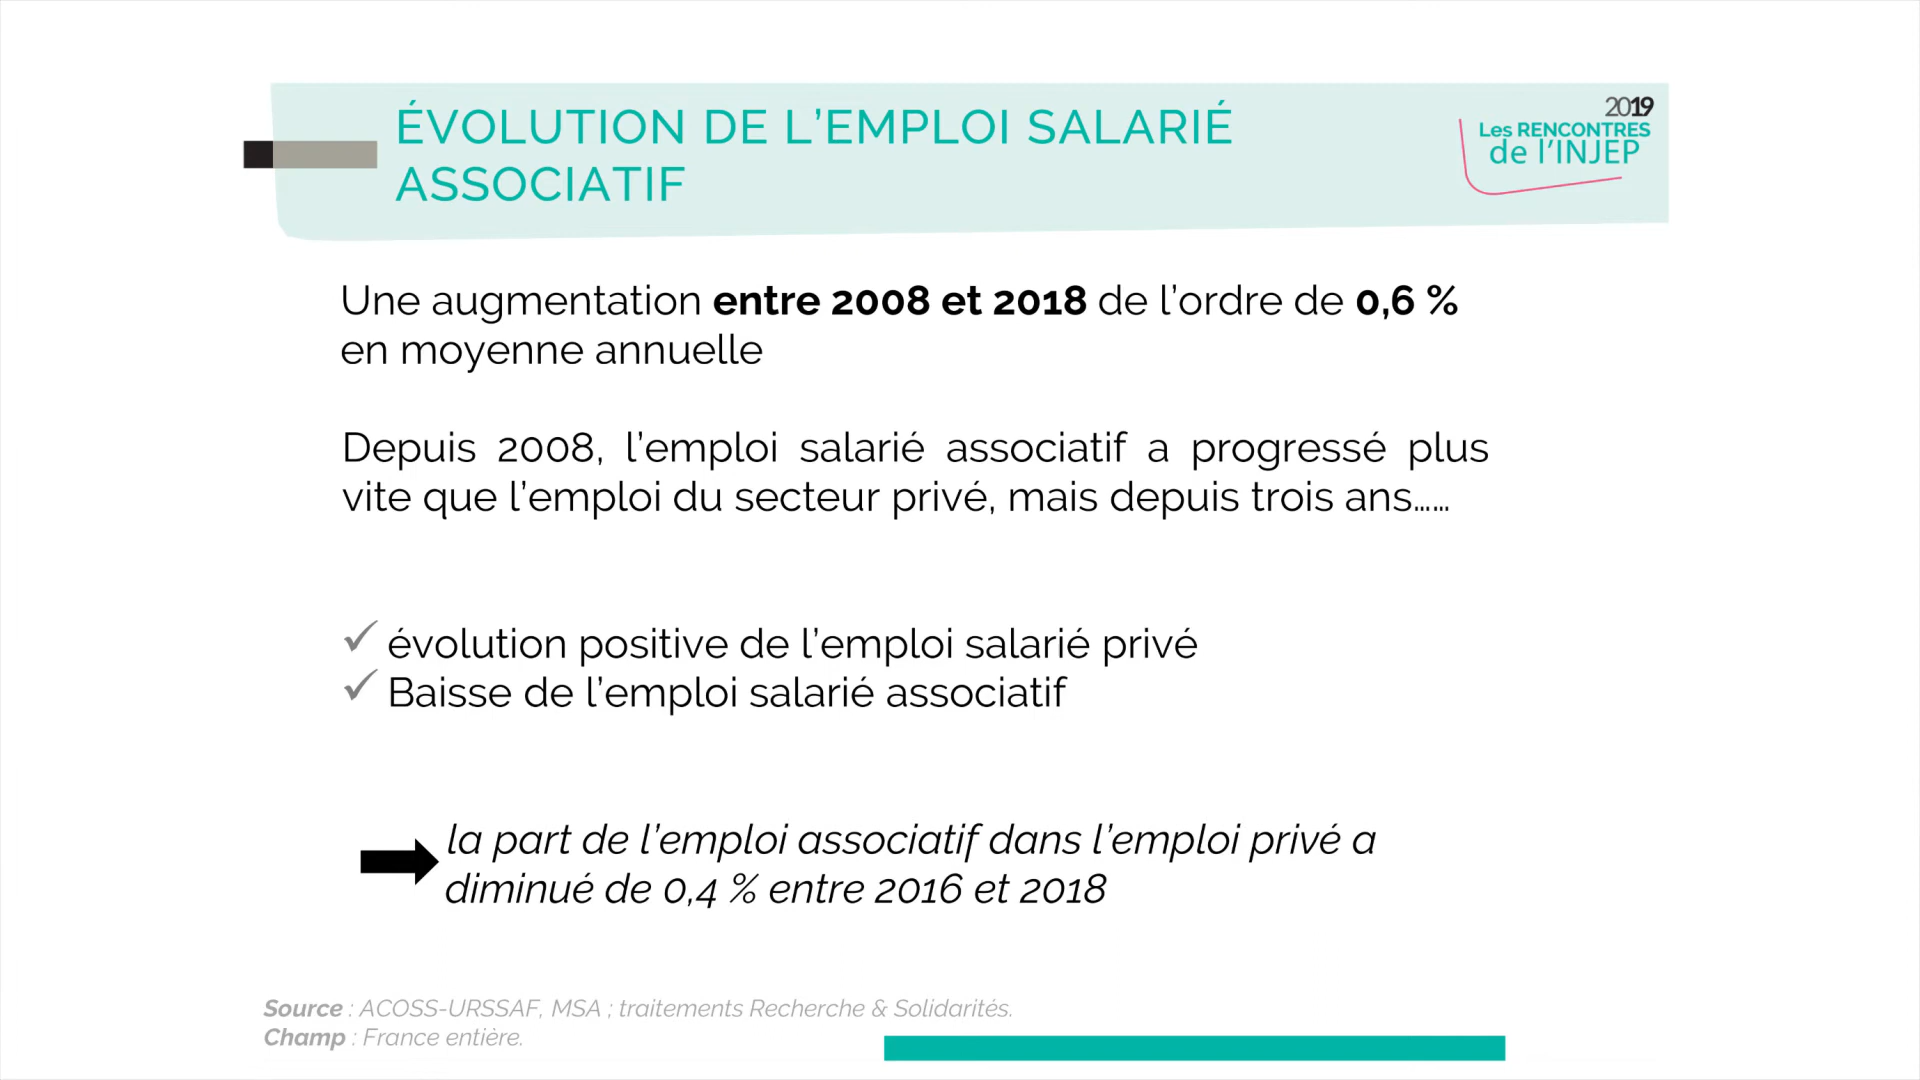 ÉVOLUTION DE L’EMPLOI SALARIÉ
ASSOCIATIF
2019
Les RENCONTRES
de l’INJEP
Une augmentation entre 2008 et 2018 de l’ordre de 0,6 %
en moyenne annuelle
Depuis 2008, l’emploi salarié associatif a progressé plus
vite que l’emploi du secteur privé, mais depuis trois ans……
✓ évolution positive de l’emploi salarié privé
✓ Baisse de l’emploi salarié associatif
la part de l’emploi associatif dans l’emploi privé a
diminué de 0,4 % entre 2016 et 2018
Source : ACOSS-URSSAF, MSA ; traitements Recherche & Solidarités.
Champ : France entière.